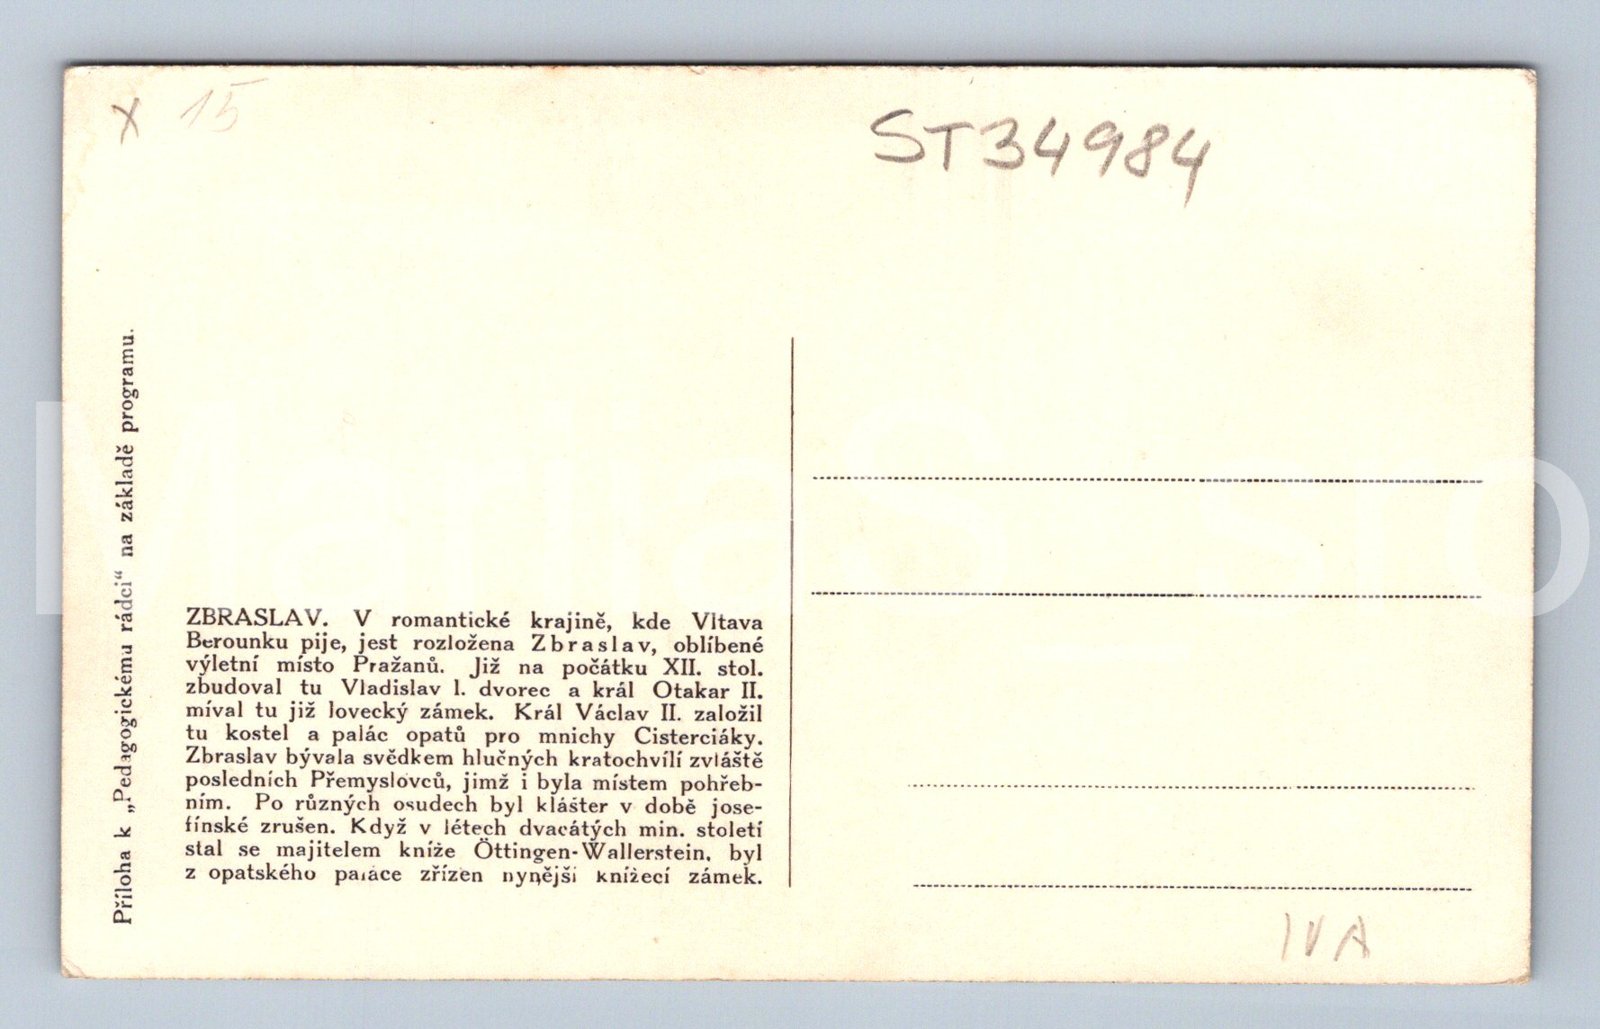 X 15
ST34984
Příloha k „Pedagogickému rádci“ na základě programu.
ZBRASLAV. V romantické krajině, kde Vltava
Berounku pije, jest rozložena Zbraslav, oblíbené
výletní místo Pražanů. Již na počátku XII. stol.
zbudoval tu Vladislav I. dvorec a král Otakar II.
míval tu již lovecký zámek. Král Václav II. založil
tu kostel a palác opatů pro mnichy Cisterciáky.
Zbraslav bývala svědkem hlučných kratochvílí zvláště
posledních Přemyslovců, jimž i byla místem pohřeb-
ním. Po různých osudech byl klášter v době jose-
fínské zrušen. Když v létech dvacátých min. století
stal se majitelem kníže Öttingen-Wallerstein, byl
z opatského paláce zřízen nynější knížecí zámek.
IVA